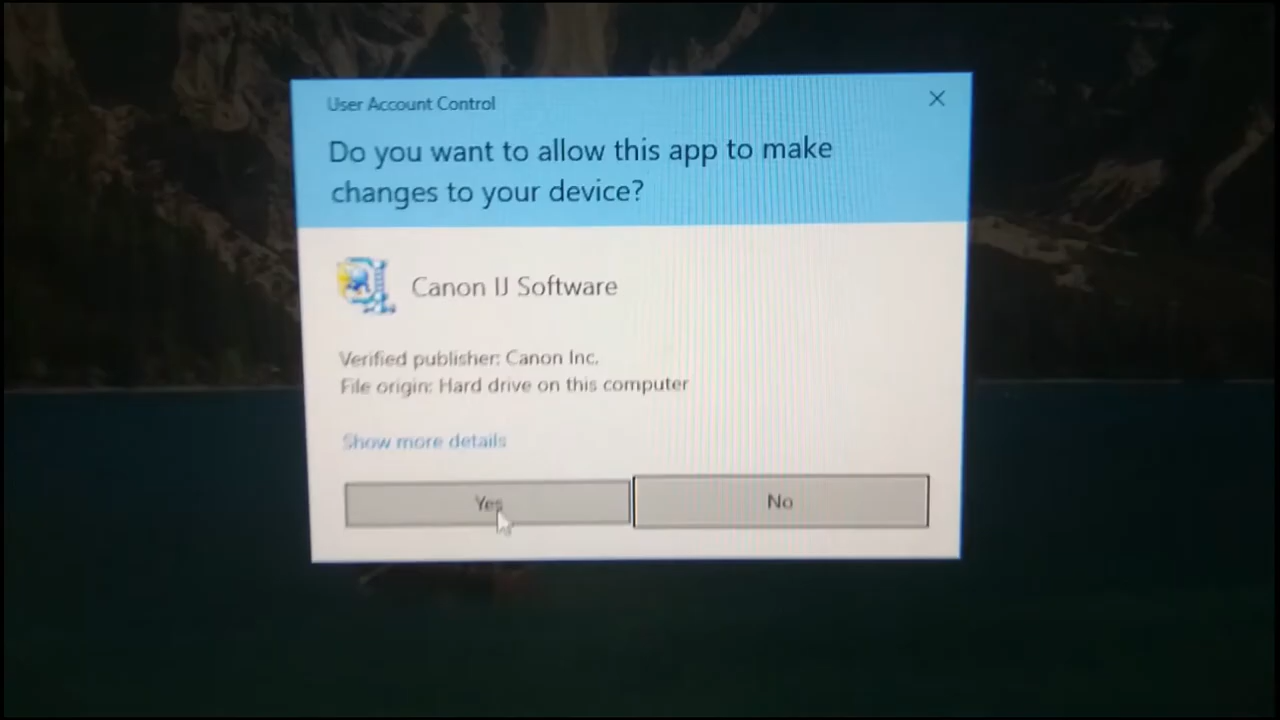 User Account Control
Do you want to allow this app to make
changes to your device?
Canon IJ Software
Verified publisher: Canon Inc.
File origin: Hard drive on this computer
Show more details
Yes
No